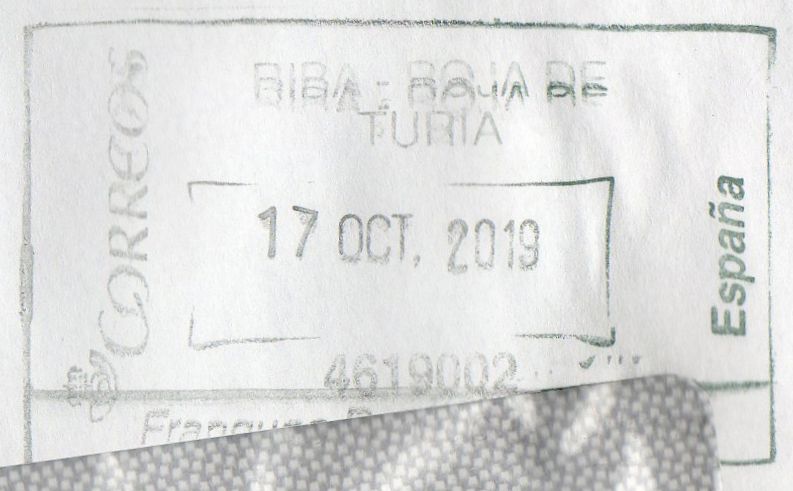 CORREOS
RIBA-ROJA DE
TURIA
17 OCT. 2019
España
4619002